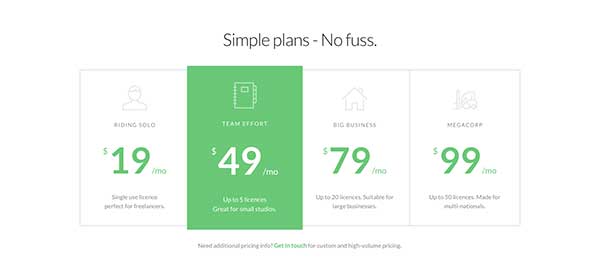 Simple plans - No fuss.
RIDING SOLO
$19/mo
Single use licence
perfect for freelancers.
TEAM EFFORT
$49/mo
Up to 5 licences
Great for small studios.
BIG BUSINESS
$79/mo
Up to 20 licences. Suitable for
large businesses.
MEGACORP
$99/mo
Up to 50 licences. Made for
multi-nationals.
Need additional pricing info? Get in touch for custom and high-volume pricing.